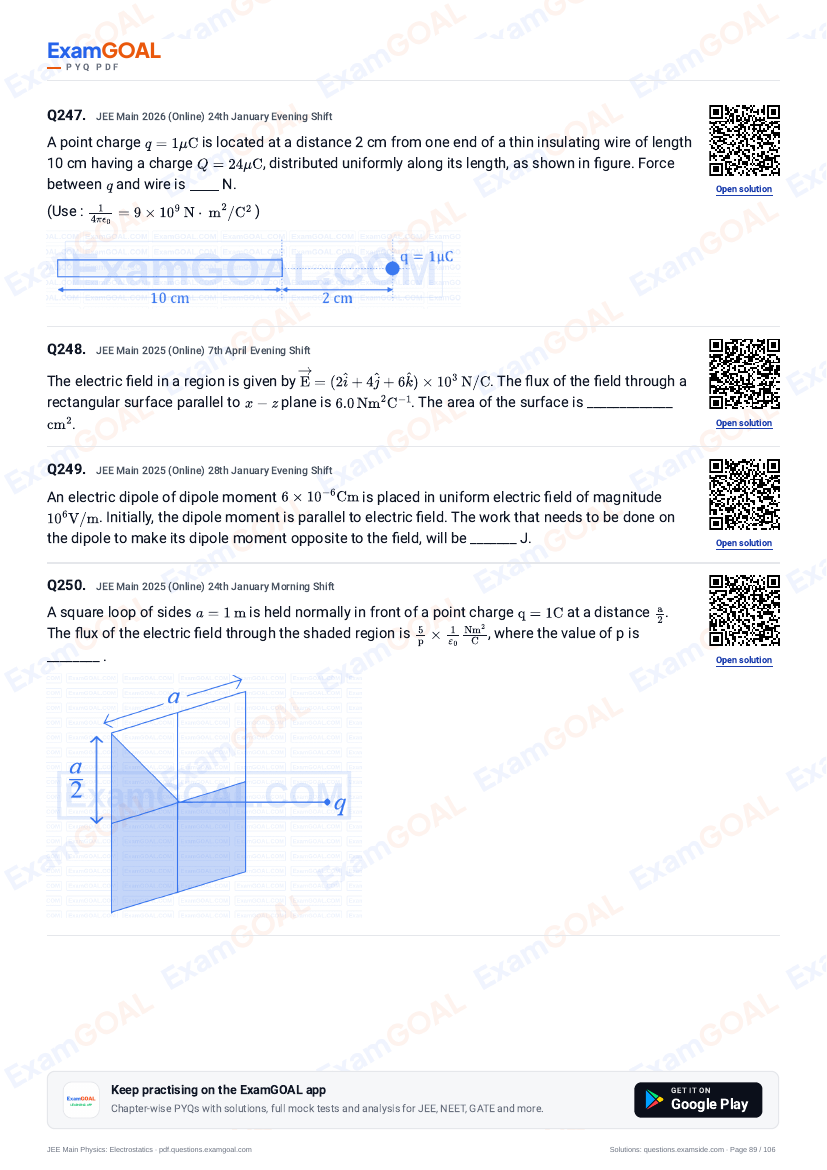 ExamGOAL
PYQ PDF
Q247. JEE Main 2026 (Online) 24th January Evening Shift
A point charge q = 1μC is located at a distance 2 cm from one end of a thin insulating wire of length
10 cm having a charge Q = 24μC, distributed uniformly along its length, as shown in figure. Force
between q and wire is ____ N.
(Use : 1/4πϵ₀ = 9 × 10⁹ N · m²/C² )
Open solution
q = 1μC
10 cm
2 cm
ExamGOAL.COM
Q248. JEE Main 2025 (Online) 7th April Evening Shift
The electric field in a region is given by E⃗ = (2î + 4ĵ + 6k̂) × 10³ N/C. The flux of the field through a
rectangular surface parallel to x − z plane is 6.0 Nm²C⁻¹. The area of the surface is ____________
cm².
Open solution
Q249. JEE Main 2025 (Online) 28th January Evening Shift
An electric dipole of dipole moment 6 × 10⁻⁶Cm is placed in uniform electric field of magnitude
10⁶V/m. Initially, the dipole moment is parallel to electric field. The work that needs to be done on
the dipole to make its dipole moment opposite to the field, will be _______ J.
Open solution
Q250. JEE Main 2025 (Online) 24th January Morning Shift
A square loop of sides a = 1 m is held normally in front of a point charge q = 1C at a distance a/2.
The flux of the electric field through the shaded region is 5/p × 1/ε₀ Nm²/C, where the value of p is
________ .
Open solution
a
a/2
q
ExamGOAL.COM
Keep practising on the ExamGOAL app
Chapter-wise PYQs with solutions, full mock tests and analysis for JEE, NEET, GATE and more.
GET IT ON
Google Play
JEE Main Physics: Electrostatics · pdf.questions.examgoal.com
Solutions: questions.examside.com · Page 89 / 106